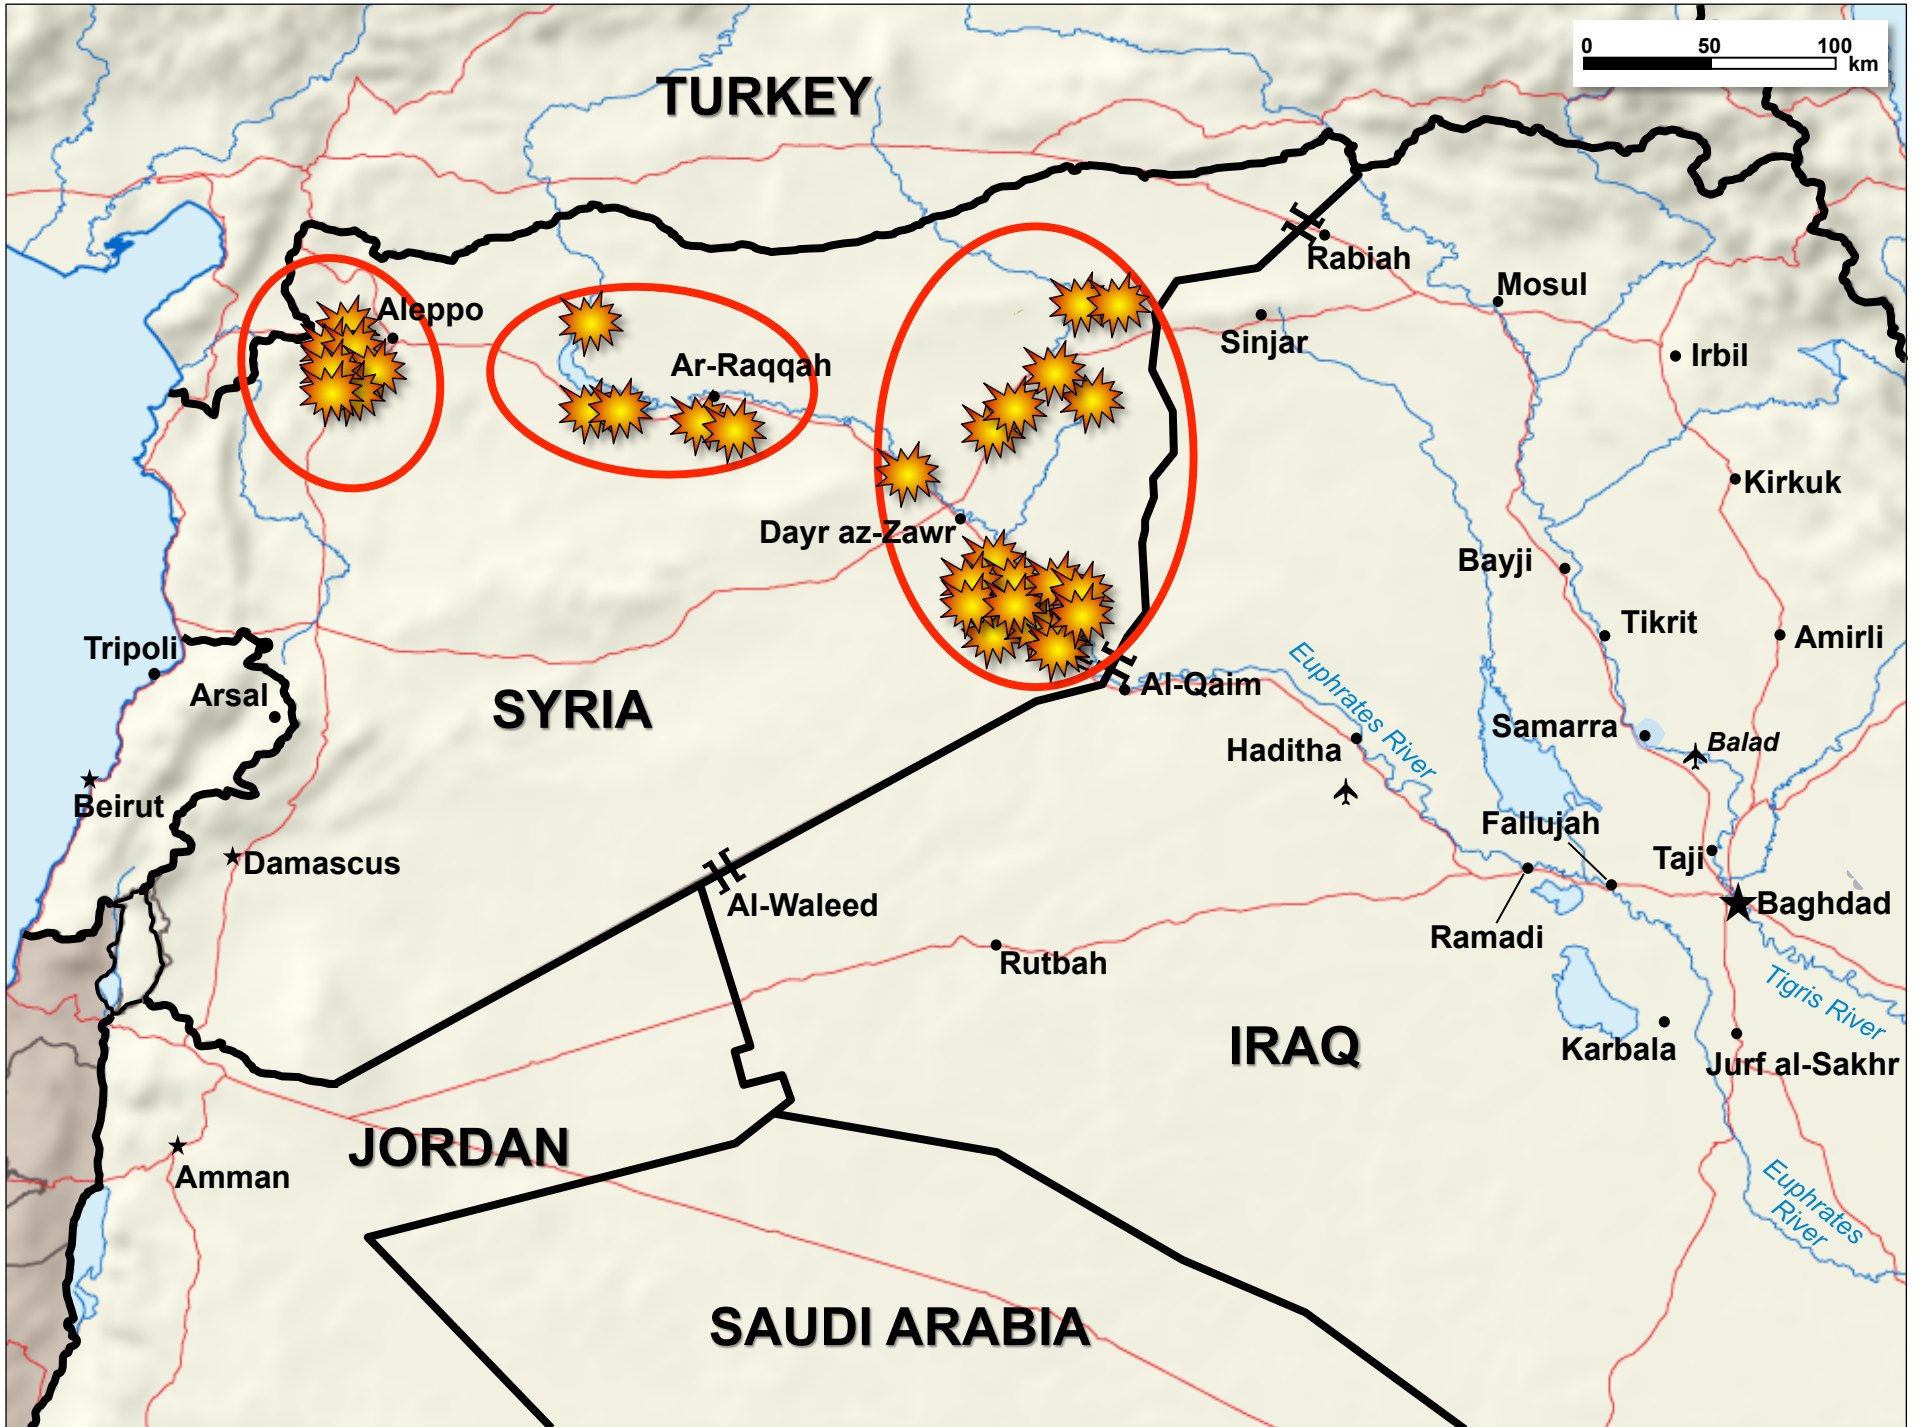 0 50 100
km
TURKEY
Rabiah
Mosul
Aleppo
Sinjar
Irbil
Ar-Raqqah
Kirkuk
Dayr az-Zawr
Bayji
Tikrit
Amirli
Tripoli
Arsal
Al-Qaim
Euphrates River
SYRIA
Samarra
Balad
Haditha
Beirut
Fallujah
Damascus
Taji
Al-Waleed
Baghdad
Ramadi
Rutbah
Tigris River
IRAQ
Karbala
Jurf al-Sakhr
JORDAN
Amman
Euphrates
River
SAUDI ARABIA